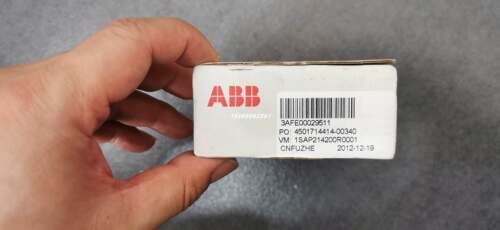 ABB
3AFE00029511
PO: 4501714414-00340
VM: 1SAP214200R0001
CNFUZHE 2012-12-19